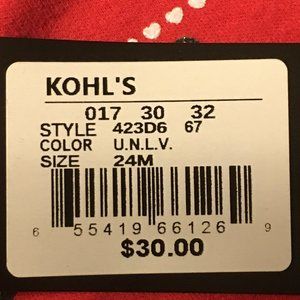 KOHL'S
017 30 32
STYLE 423D6 67
COLOR U.N.L.V.
SIZE 24M
6 55419 66126 9
$30.00